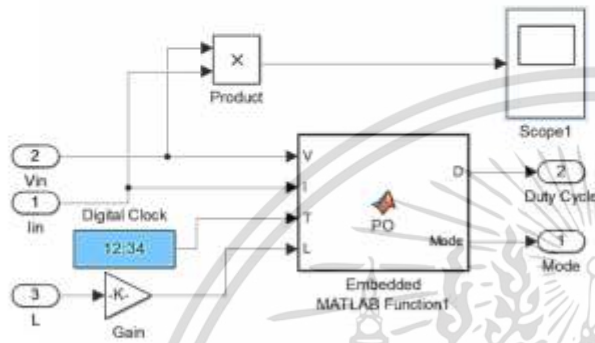 ×
Product
Scope1
2
Vin
1
Iin
Digital Clock
12:34
3
L
-K-
Gain
V
I
T
L
PO
D
Mode
Embedded
MATLAB Function1
2
Duty Cycle
1
Mode